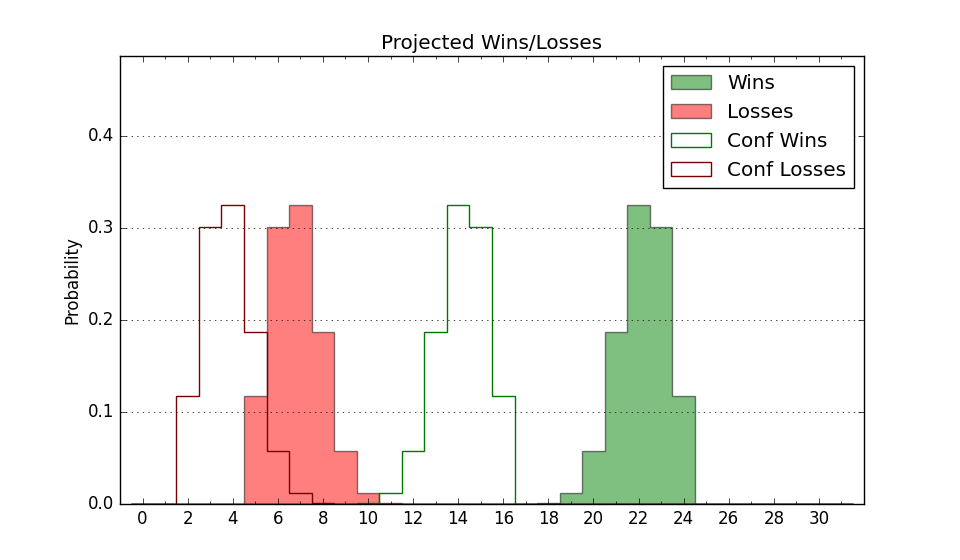 Projected Wins/Losses
Wins
Losses
Conf Wins
Conf Losses
Probability
0.4
0.3
0.2
0.1
0.0
0 2 4 6 8 10 12 14 16 18 20 22 24 26 28 30